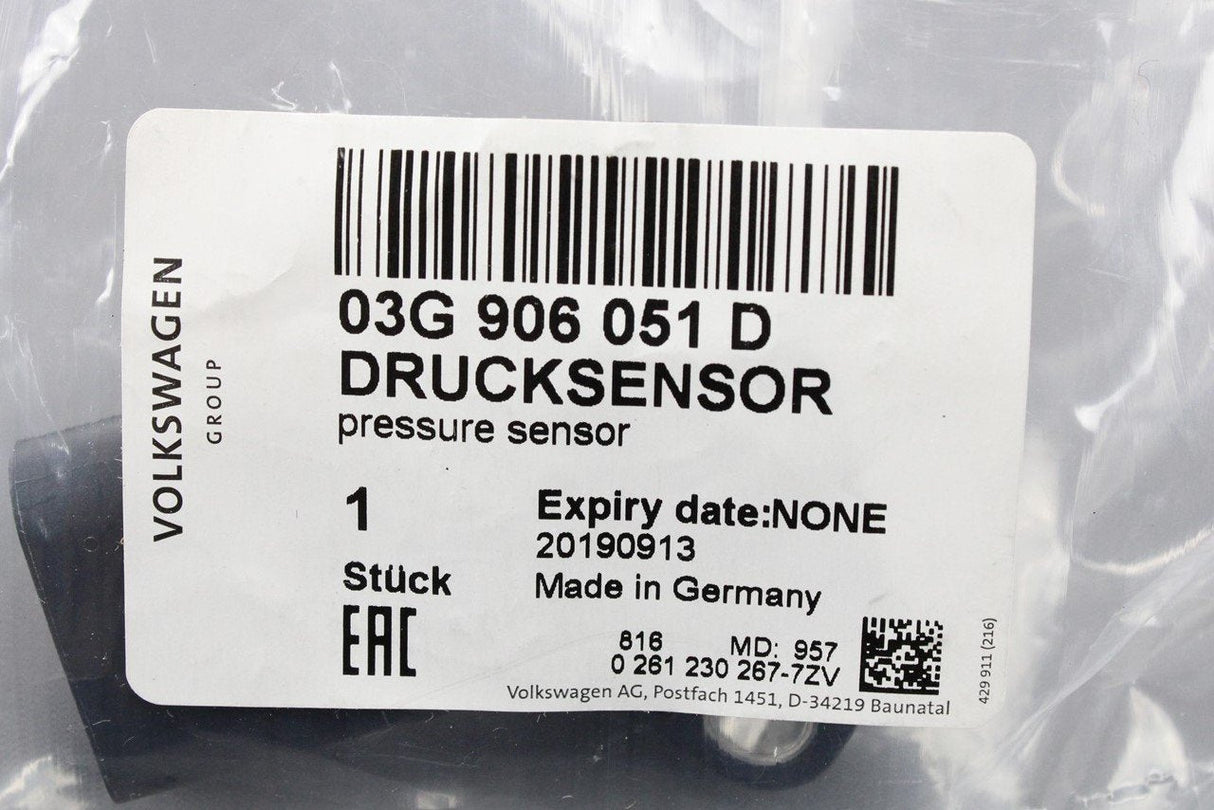 VOLKSWAGEN
GROUP
03G 906 051 D
DRUCKSENSOR
pressure sensor
1
Stück
EAC
Expiry date:NONE
20190913
Made in Germany
816 MD: 957
0 261 230 267-7ZV
Volkswagen AG, Postfach 1451, D-34219 Baunatal
429 911 (216)